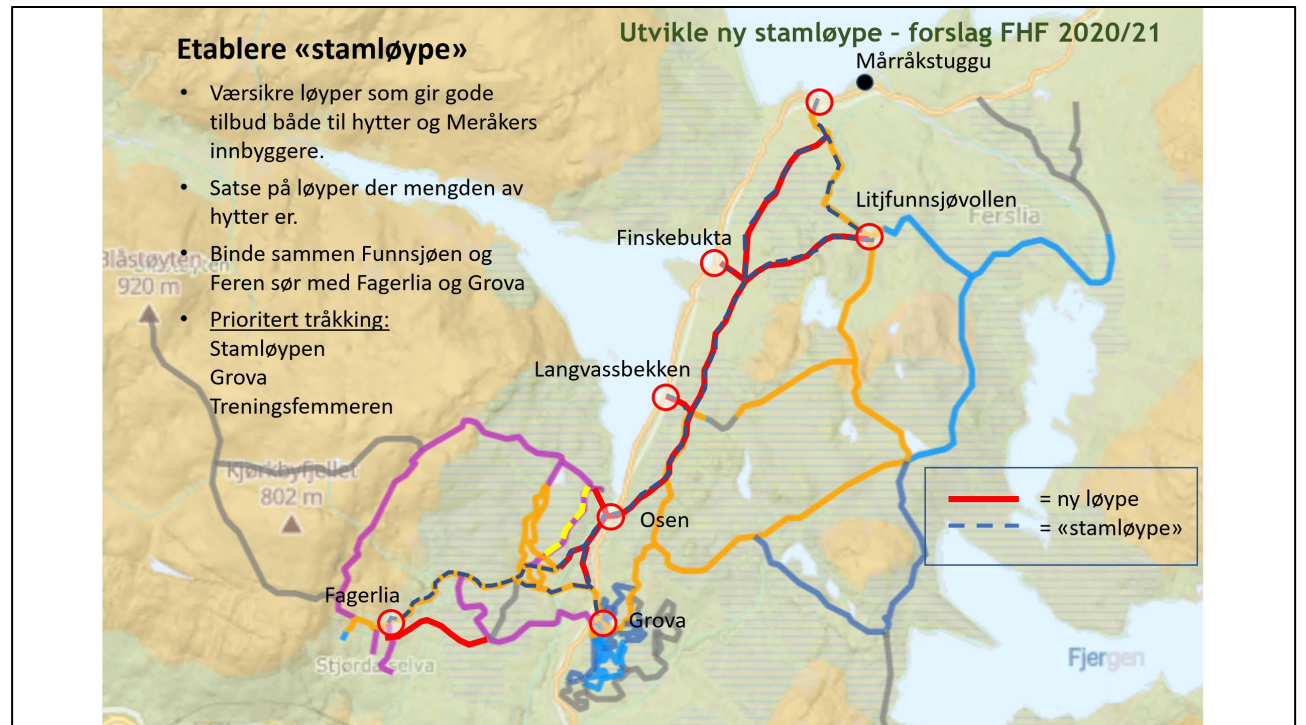 Utvikle ny stamløype - forslag FHF 2020/21
Etablere «stamløype»
• Værsikre løyper som gir gode
tilbud både til hytter og Meråkers
innbyggere.
• Satse på løyper der mengden av
hytter er.
• Binde sammen Funnsjøen og
Feren sør med Fagerlia og Grova
• Prioritert tråkking:
Stamløypen
Grova
Treningsfemmeren
Mårråkstuggu
Litjfunnsjøvollen
Ferslia
Finskebukta
Blåstøyten
920 m
Langvassbekken
Kjørkbyfjellet
802 m
= ny løype
= «stamløype»
Osen
Fagerlia
Grova
Stjørdalselva
Fjergen